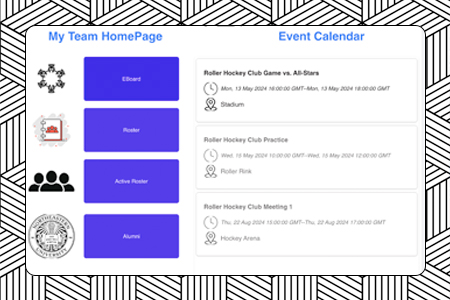 My Team HomePage
EBoard
Roster
Active Roster
Alumni
NORTHEASTERN UNIVERSITY
Event Calendar
Roller Hockey Club Game vs. All-Stars
Mon, 13 May 2024 16:00:00 GMT–Mon, 13 May 2024 18:00:00 GMT
Stadium
Roller Hockey Club Practice
Wed, 15 May 2024 10:00:00 GMT–Wed, 15 May 2024 12:00:00 GMT
Roller Rink
Roller Hockey Club Meeting 1
Thu, 22 Aug 2024 15:00:00 GMT–Thu, 22 Aug 2024 17:00:00 GMT
Hockey Arena